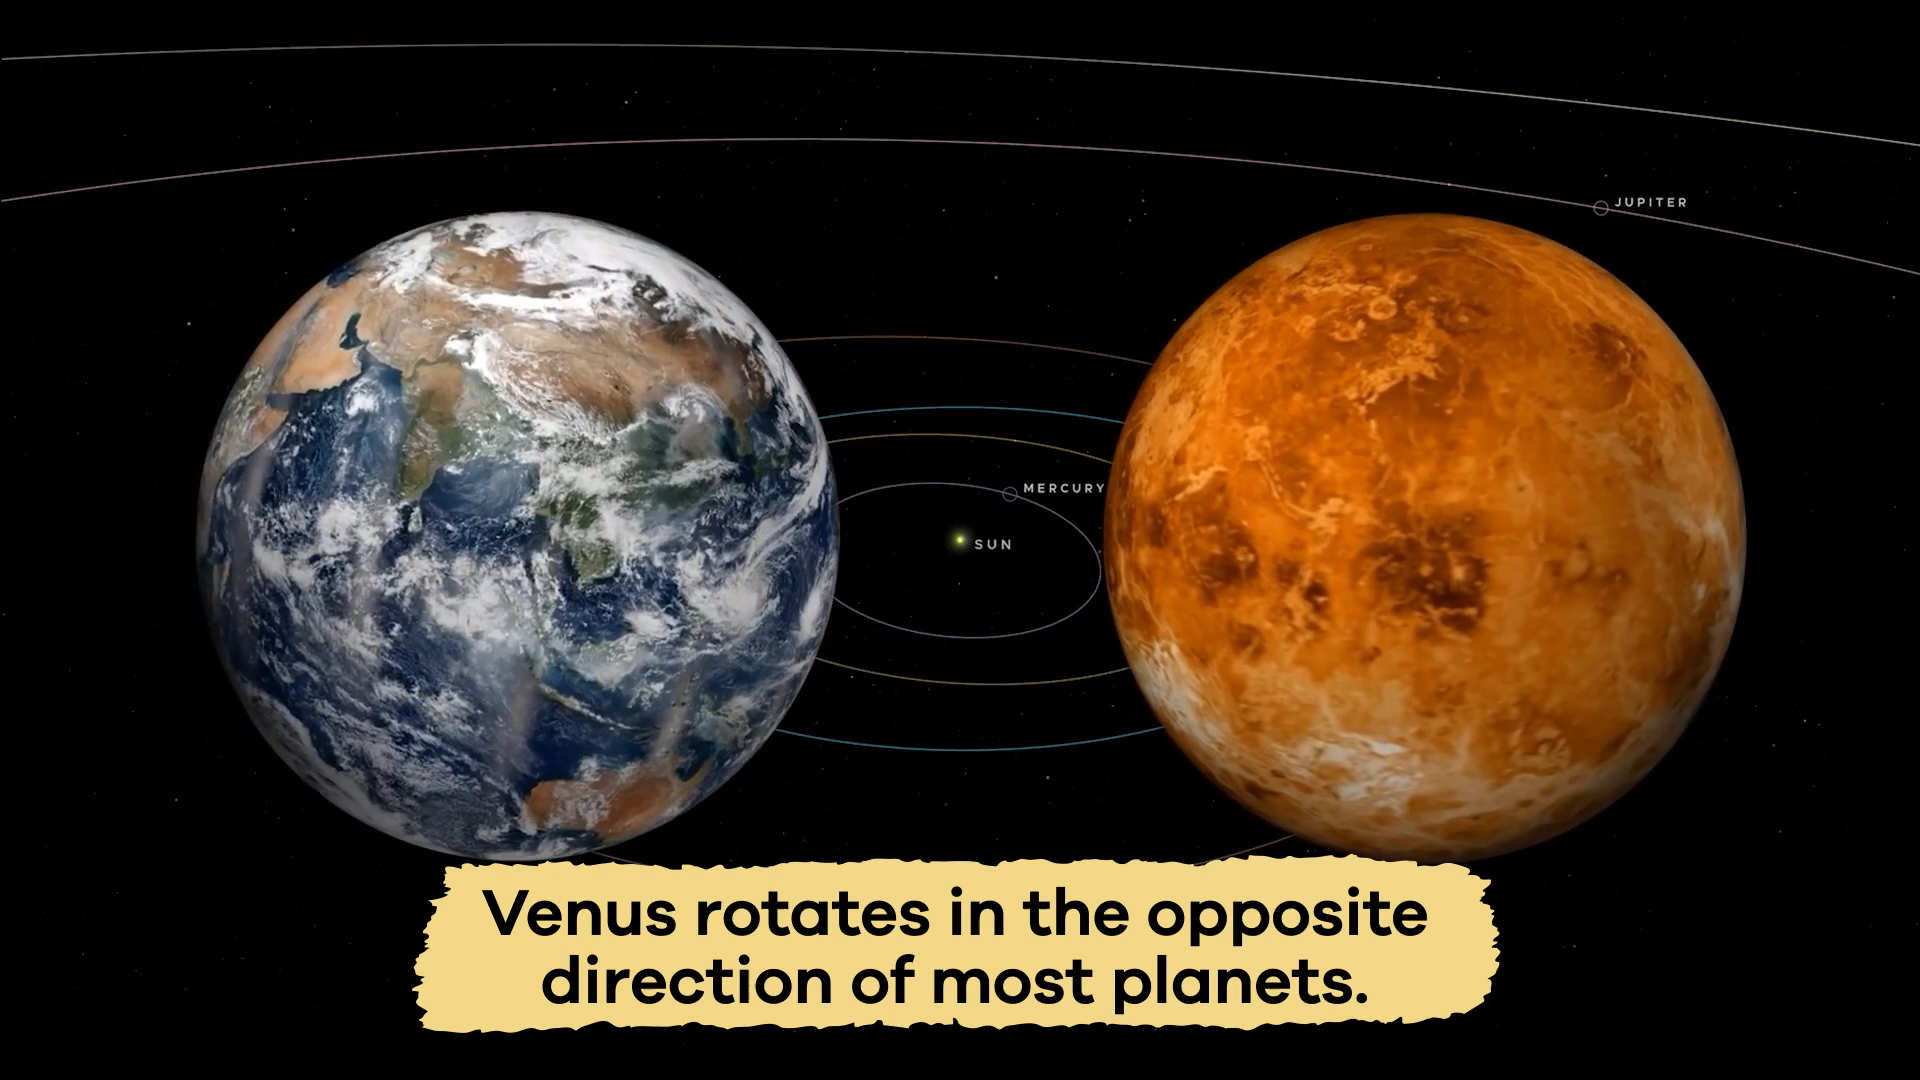 JUPITER
MERCURY
SUN
Venus rotates in the opposite
direction of most planets.